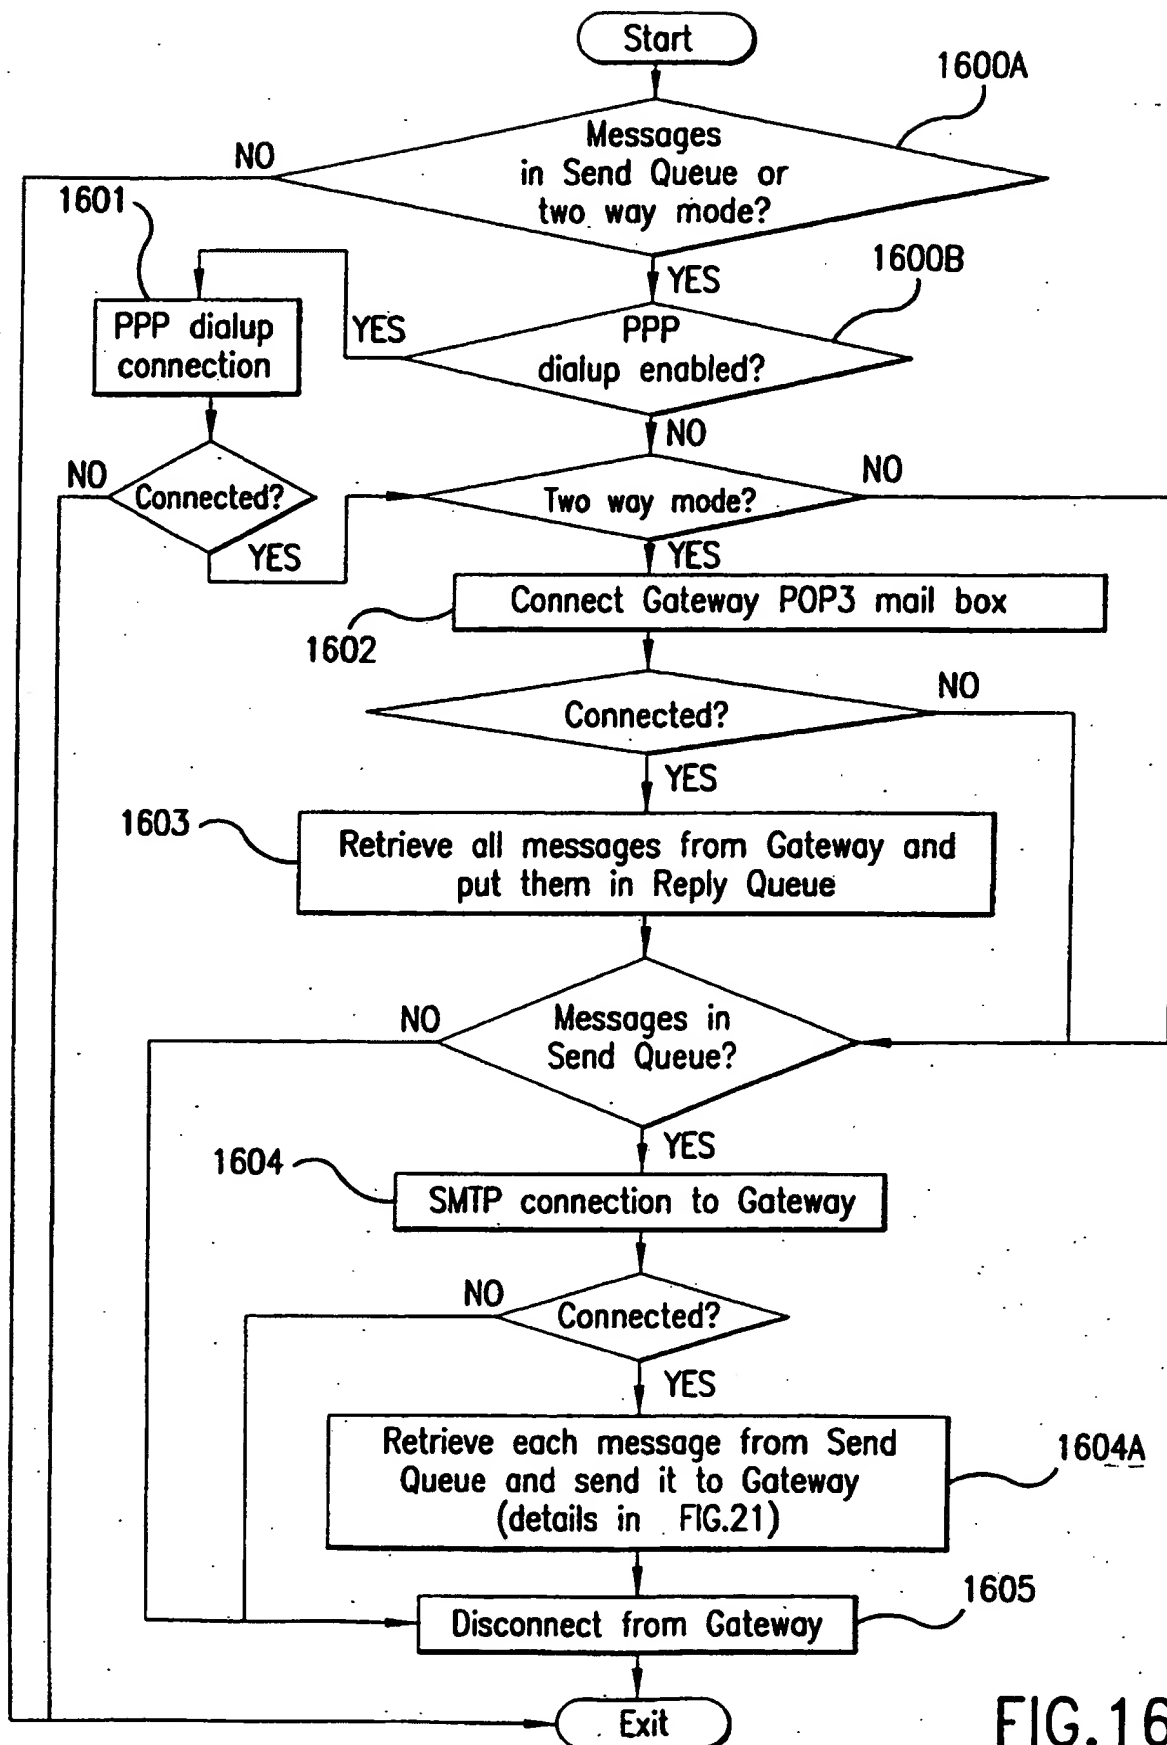 Start
1600A
Messages
in Send Queue or
two way mode?
NO
1601
YES
1600B
PPP dialup
connection
YES
PPP
dialup enabled?
NO
NO
Connected?
YES
Two way mode?
NO
YES
Connect Gateway POP3 mail box
1602
Connected?
NO
YES
1603
Retrieve all messages from Gateway and
put them in Reply Queue
NO
Messages in
Send Queue?
YES
1604
SMTP connection to Gateway
NO
Connected?
YES
Retrieve each message from Send
Queue and send it to Gateway
(details in FIG.21)
1604A
1605
Disconnect from Gateway
Exit
FIG.16